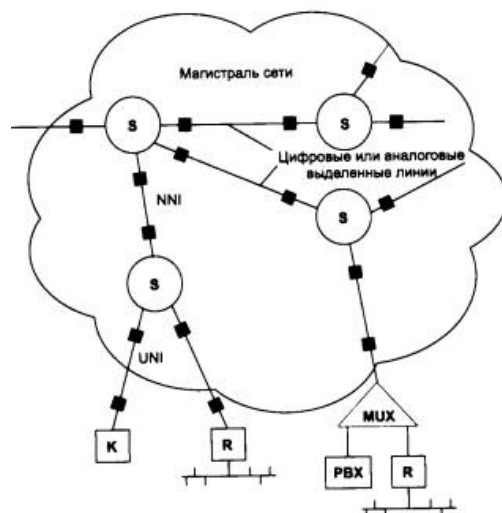 Магистраль сети
S
S
Цифровые или аналоговые
выделенные линии
S
NNI
S
UNI
K
R
MUX
PBX
R